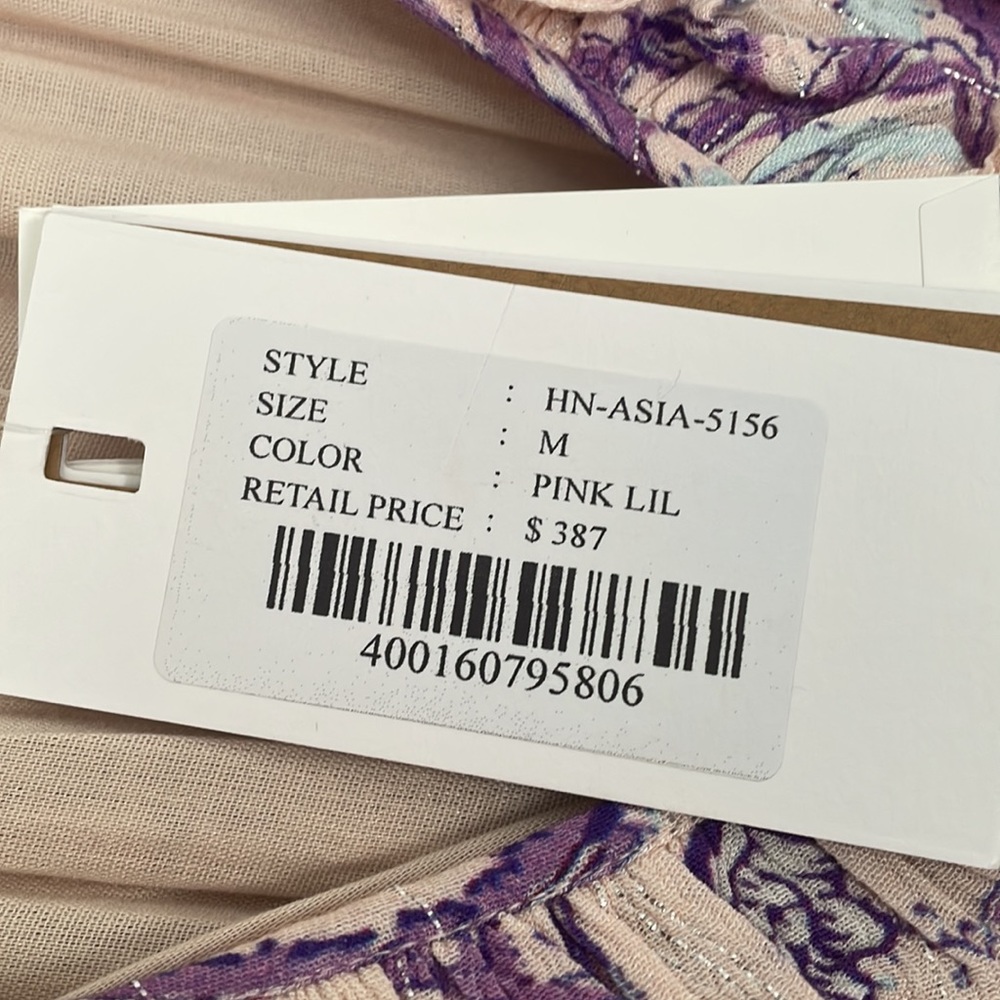 STYLE : HN-ASIA-5156
SIZE : M
COLOR : PINK LIL
RETAIL PRICE : $ 387
400160795806